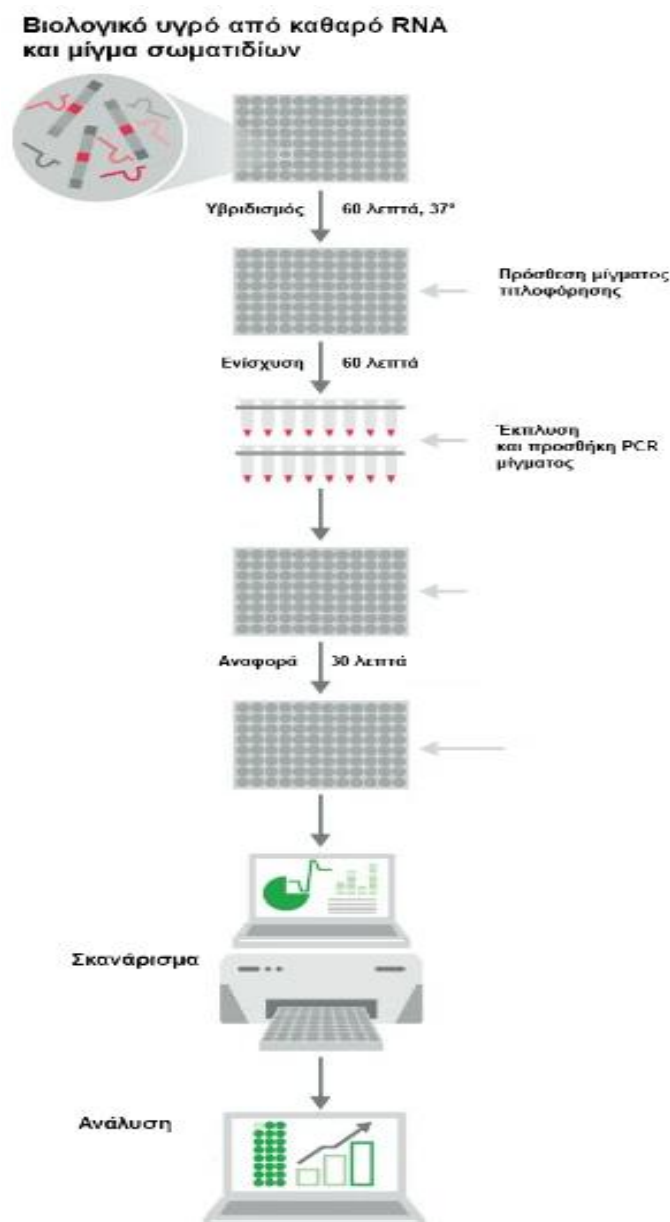 Βιολογικό υγρό από καθαρό RNA
και μίγμα σωματιδίων
Υβριδισμός 60 λεπτά, 37°
Πρόσθεση μίγματος
τιτλοφόρησης
Ενίσχυση 60 λεπτά
Έκπλυση
και προσθήκη PCR
μίγματος
Αναφορά 30 λεπτά
Σκανάρισμα
Ανάλυση